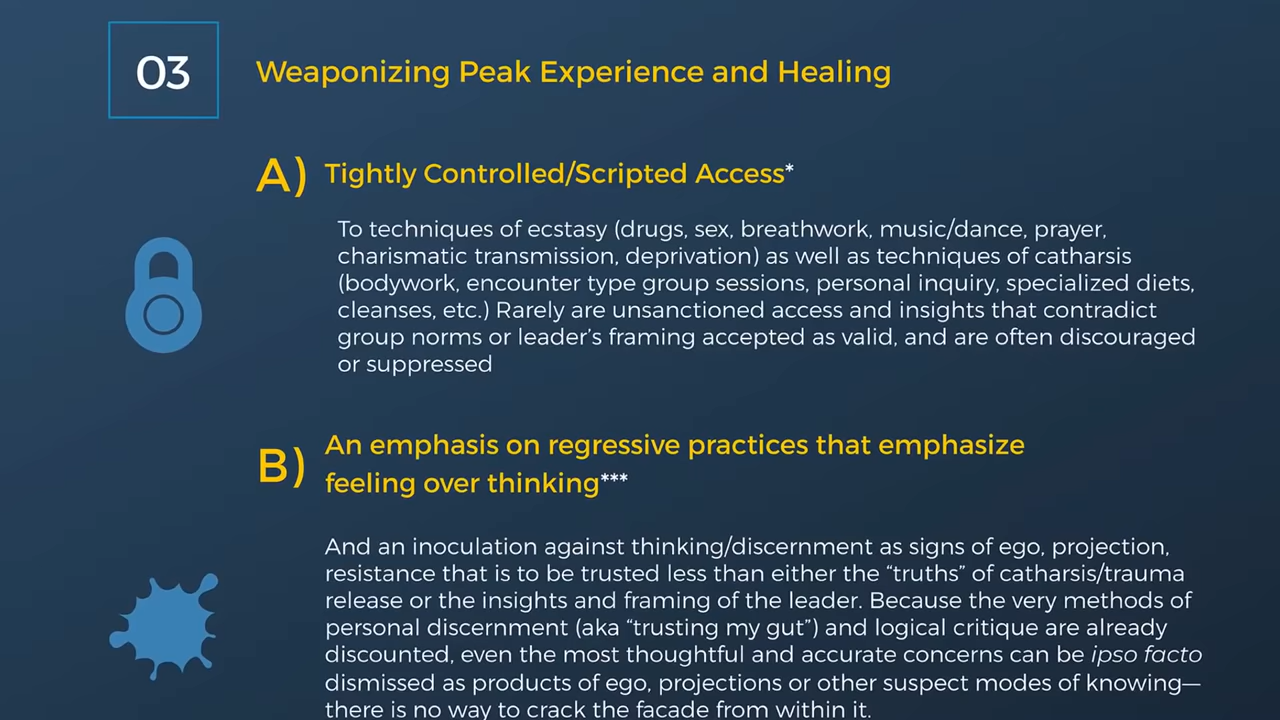 03
Weaponizing Peak Experience and Healing
A) Tightly Controlled/Scripted Access*
To techniques of ecstasy (drugs, sex, breathwork, music/dance, prayer,
charismatic transmission, deprivation) as well as techniques of catharsis
(bodywork, encounter type group sessions, personal inquiry, specialized diets,
cleanses, etc.) Rarely are unsanctioned access and insights that contradict
group norms or leader's framing accepted as valid, and are often discouraged
or suppressed
B) An emphasis on regressive practices that emphasize
feeling over thinking***
And an inoculation against thinking/discernment as signs of ego, projection,
resistance that is to be trusted less than either the “truths” of catharsis/trauma
release or the insights and framing of the leader. Because the very methods of
personal discernment (aka “trusting my gut”) and logical critique are already
discounted, even the most thoughtful and accurate concerns can be ipso facto
dismissed as products of ego, projections or other suspect modes of knowing—
there is no way to crack the facade from within it.